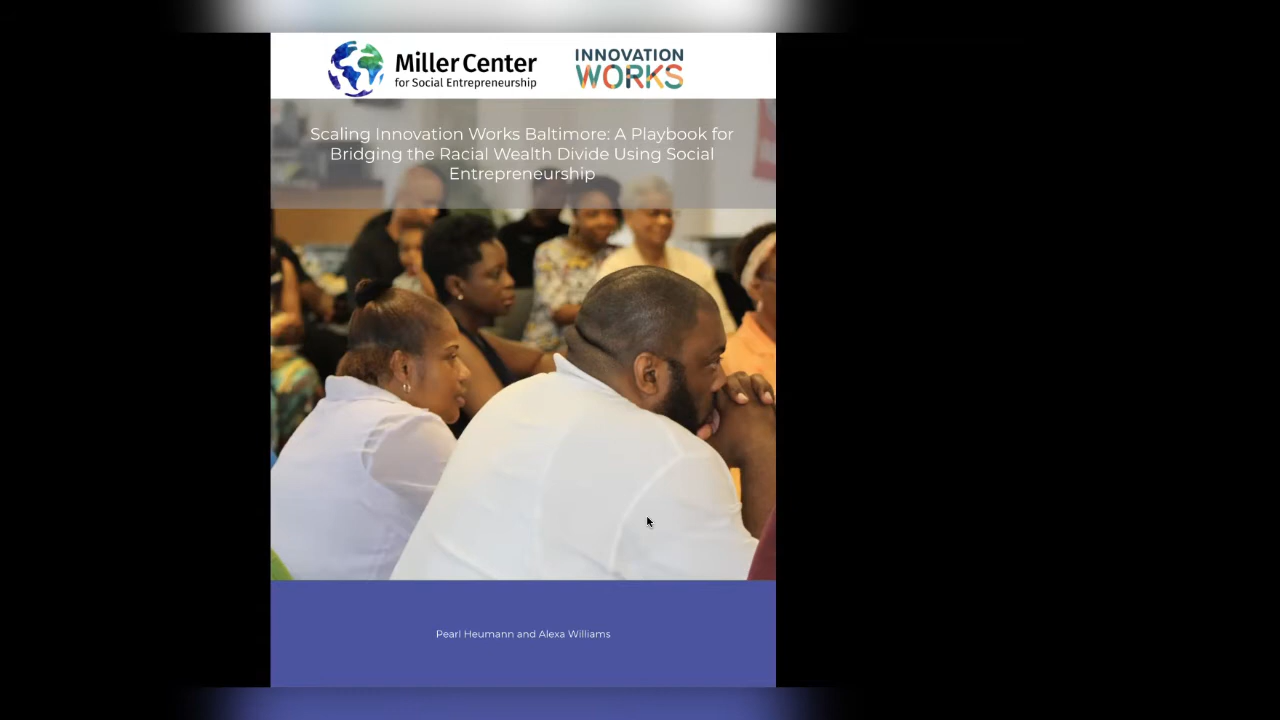 Miller Center
for Social Entrepreneurship
INNOVATION
WORKS
Scaling Innovation Works Baltimore: A Playbook for
Bridging the Racial Wealth Divide Using Social
Entrepreneurship
Pearl Heumann and Alexa Williams